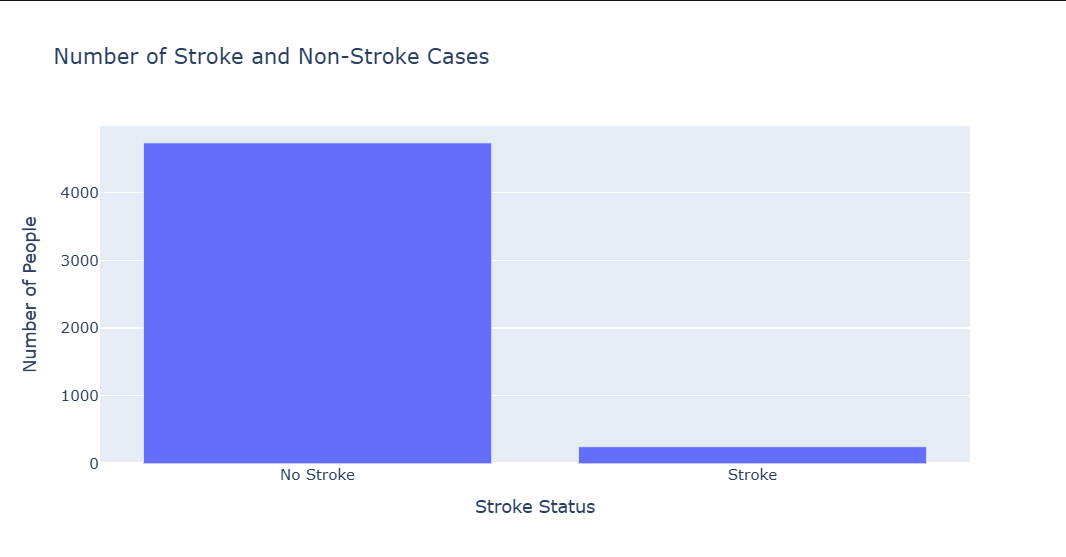 Number of Stroke and Non-Stroke Cases
Number of People
4000
3000
2000
1000
0
No Stroke
Stroke
Stroke Status